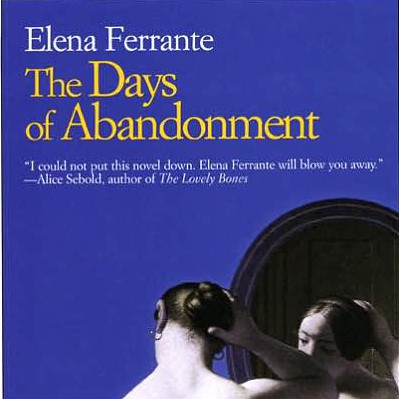 Elena Ferrante
The Days
of Abandonment
“I could not put this novel down. Elena Ferrante will blow you away.”
—Alice Sebold, author of The Lovely Bones